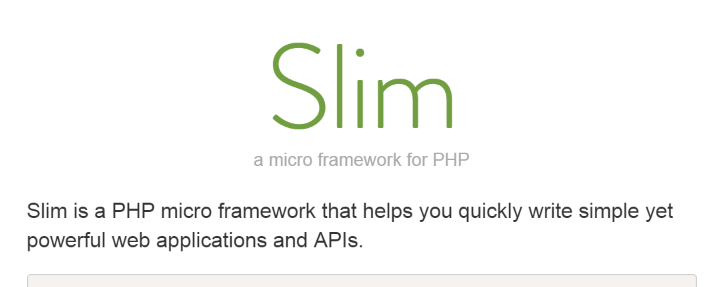 Slim
a micro framework for PHP
Slim is a PHP micro framework that helps you quickly write simple yet
powerful web applications and APIs.